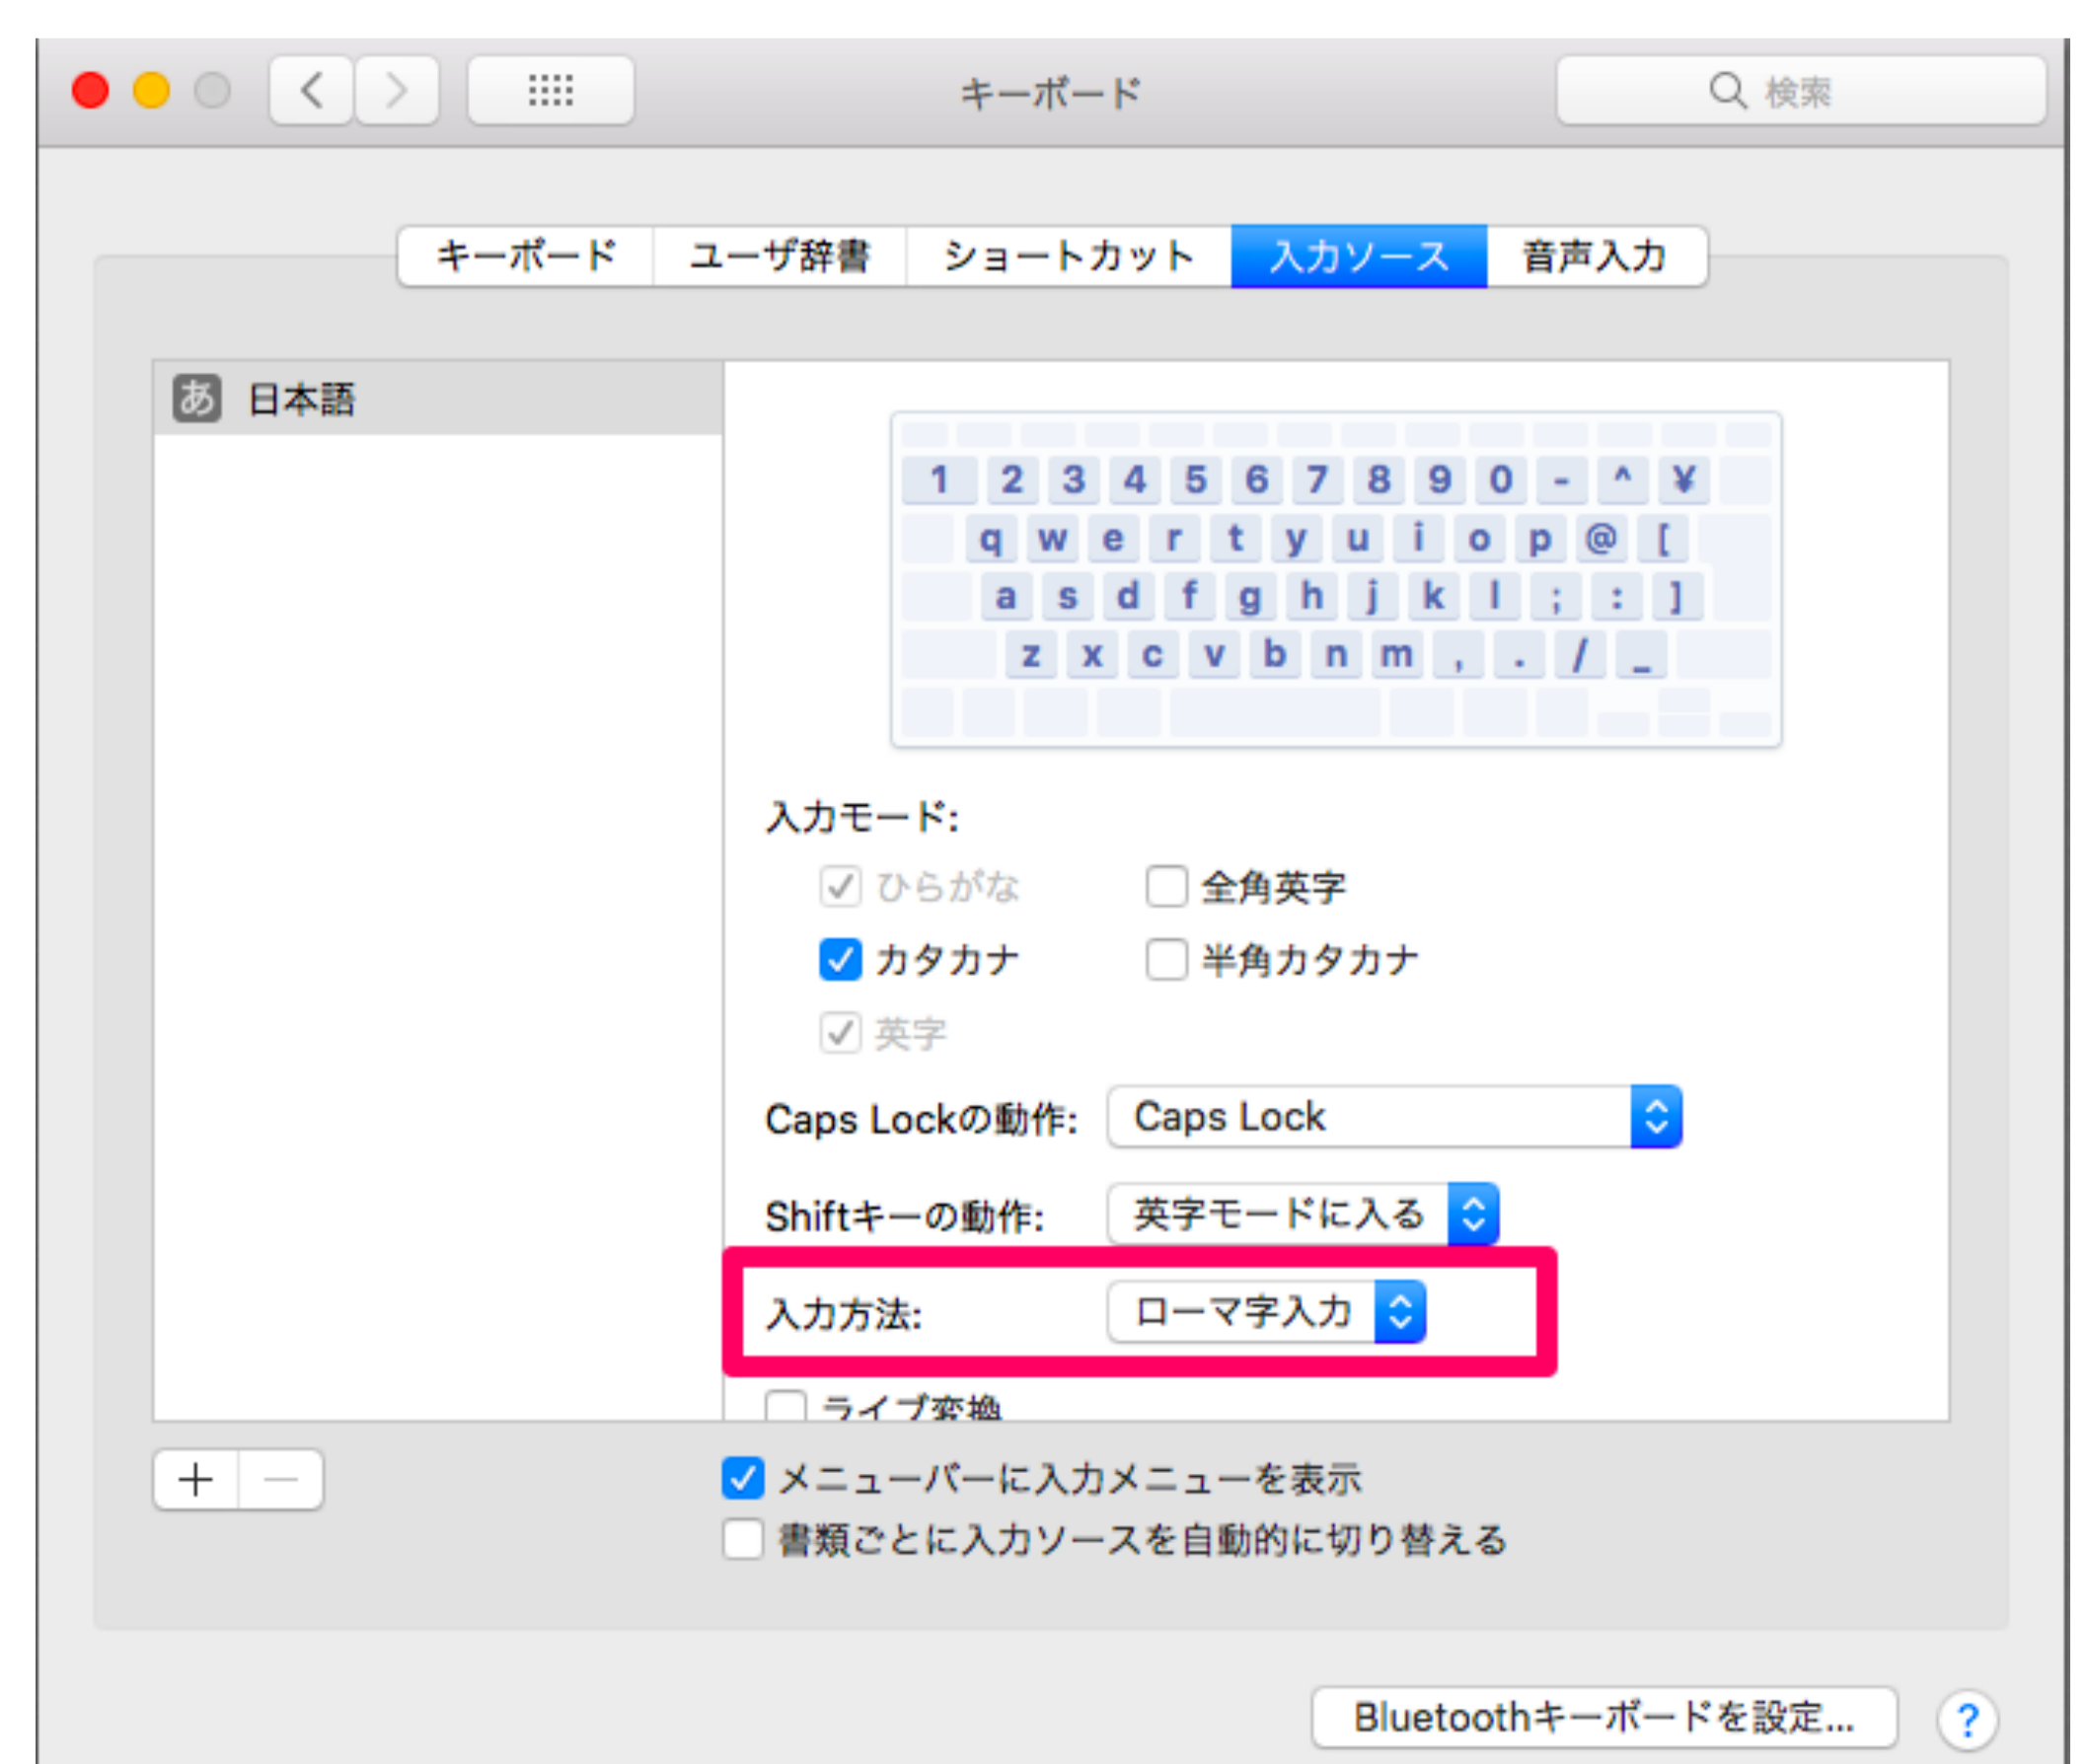 キーボード
検索
キーボード ユーザ辞書 ショートカット 入力ソース 音声入力
あ 日本語
1 2 3 4 5 6 7 8 9 0 - ^ ¥
q w e r t y u i o p @ [
a s d f g h j k l ; : ]
z x c v b n m , . / _
入力モード:
ひらがな 全角英字
カタカナ 半角カタカナ
英字
Caps Lockの動作: Caps Lock
Shiftキーの動作: 英字モードに入る
入力方法: ローマ字入力
ライブ変換
メニューバーに入力メニューを表示
書類ごとに入力ソースを自動的に切り替える
Bluetoothキーボードを設定... ?